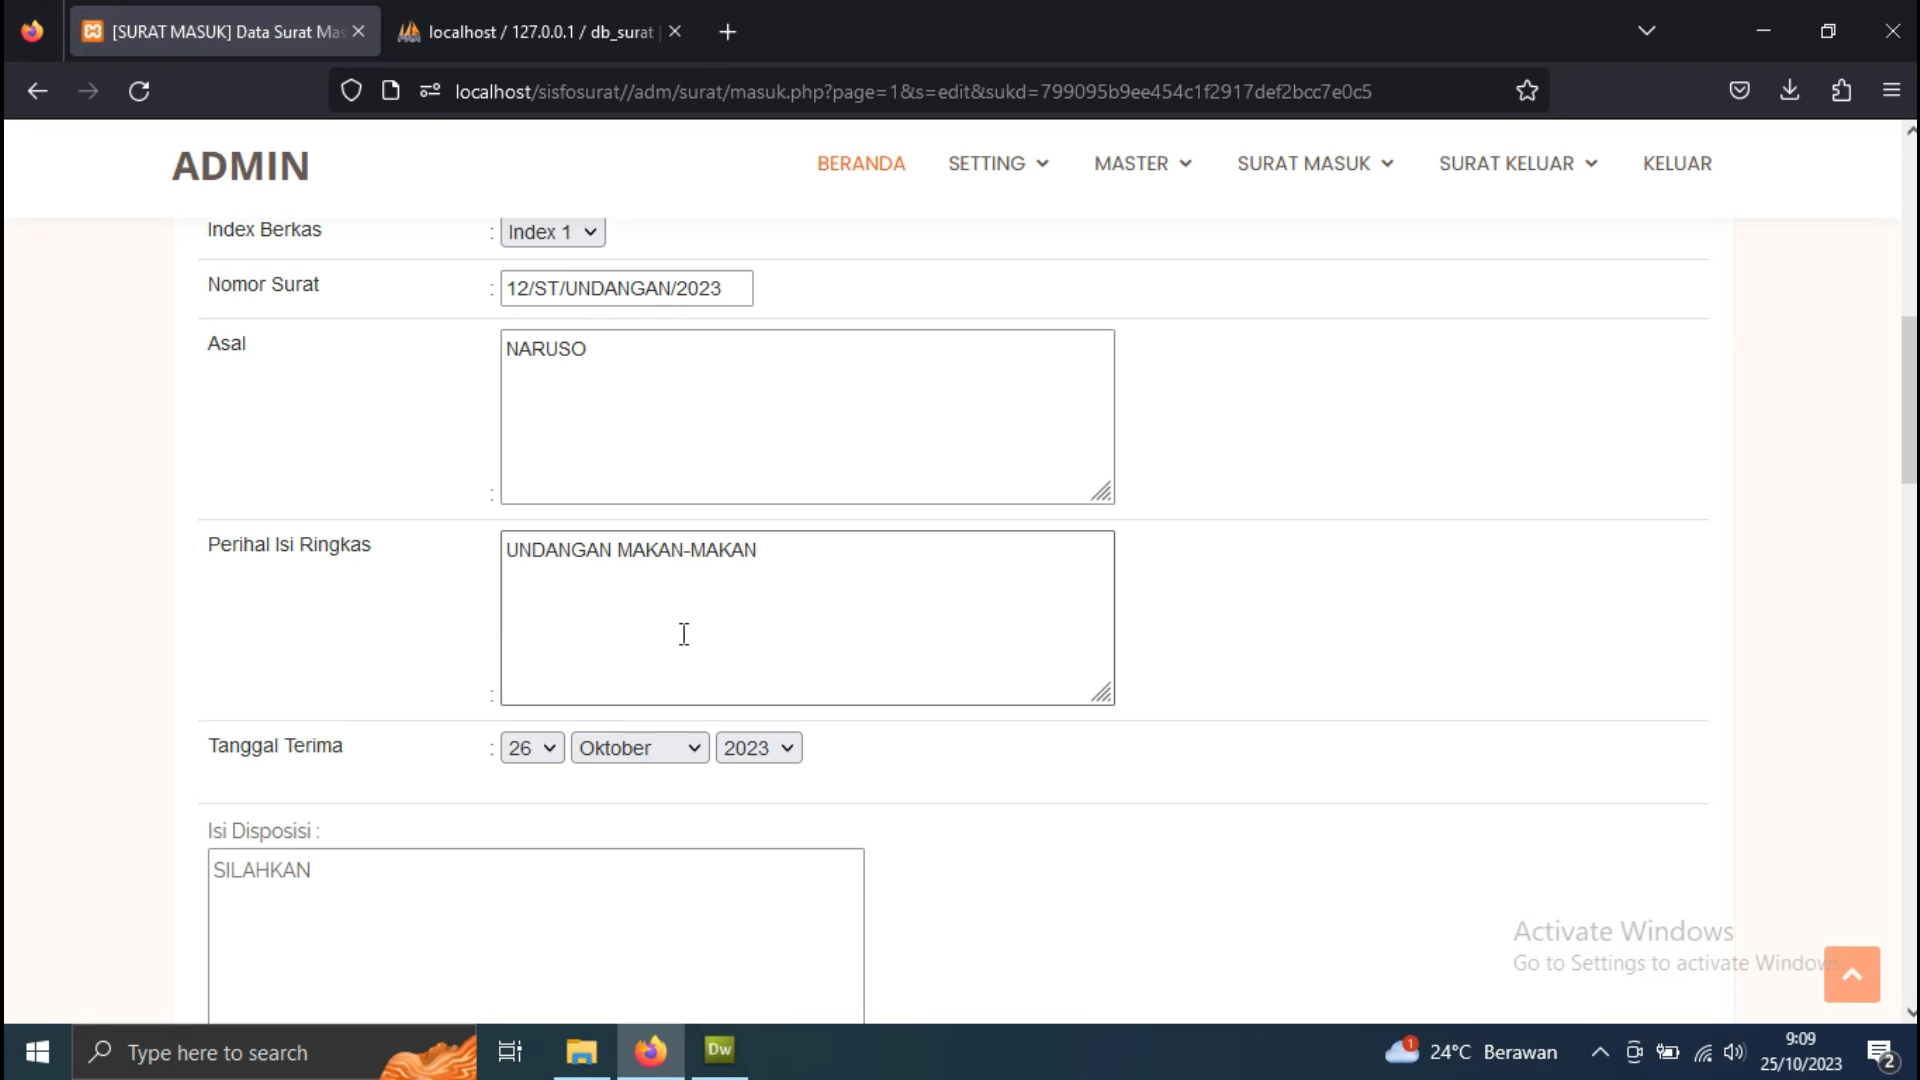 [SURAT MASUK] Data Surat Mas
localhost / 127.0.0.1 / db_surat
localhost/sisfosurat//adm/surat/masuk.php?page=1&s=edit&sukd=799095b9ee454c1f2917def2bcc7e0c5
ADMIN
BERANDA
SETTING
MASTER
SURAT MASUK
SURAT KELUAR
KELUAR
Index Berkas
: Index 1
Nomor Surat
: 12/ST/UNDANGAN/2023
Asal
NARUSO
:
Perihal Isi Ringkas
UNDANGAN MAKAN-MAKAN
:
Tanggal Terima
: 26 Oktober 2023
Isi Disposisi :
SILAHKAN
Activate Windows
Go to Settings to activate Windows.
Type here to search
Dw
1
24°C Berawan
9:09
25/10/2023
2